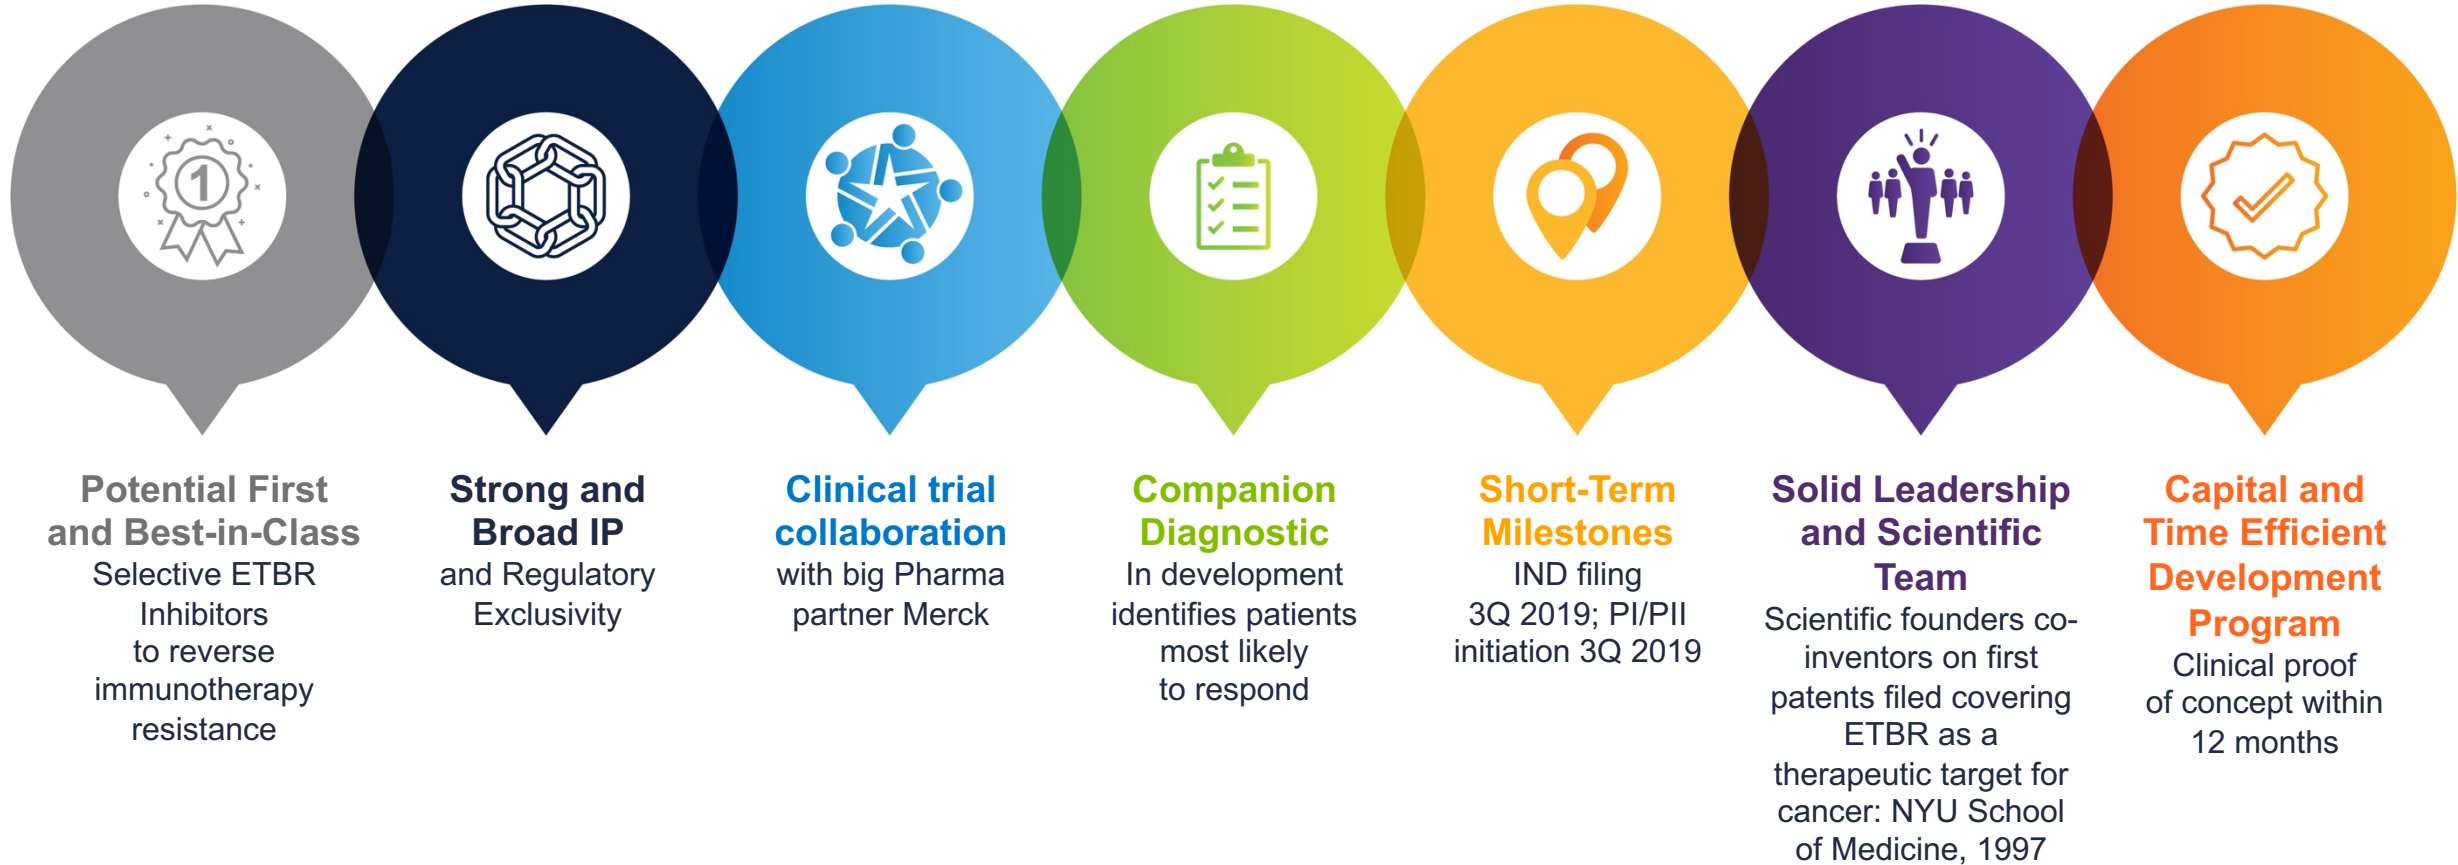 1
Potential First
and Best-in-Class
Selective ETBR
Inhibitors
to reverse
immunotherapy
resistance
Strong and
Broad IP
and Regulatory
Exclusivity
Clinical trial
collaboration
with big Pharma
partner Merck
Companion
Diagnostic
In development
identifies patients
most likely
to respond
Short-Term
Milestones
IND filing
3Q 2019; PI/PII
initiation 3Q 2019
Solid Leadership
and Scientific
Team
Scientific founders co-
inventors on first
patents filed covering
ETBR as a
therapeutic target for
cancer: NYU School
of Medicine, 1997
Capital and
Time Efficient
Development
Program
Clinical proof
of concept within
12 months